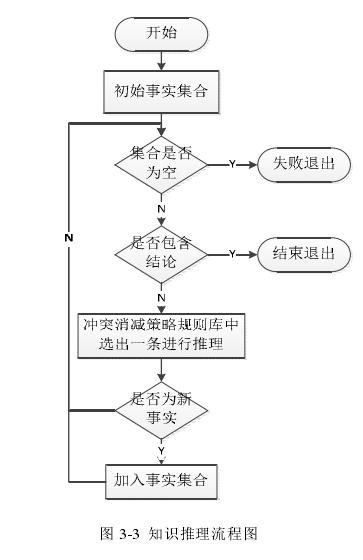 开始
初始事实集合
集合是否
为空
Y
失败退出
N
是否包含
结论
Y
结束退出
N
N
冲突消减策略规则库中
选出一条进行推理
是否为新
事实
Y
加入事实集合
图 3-3 知识推理流程图